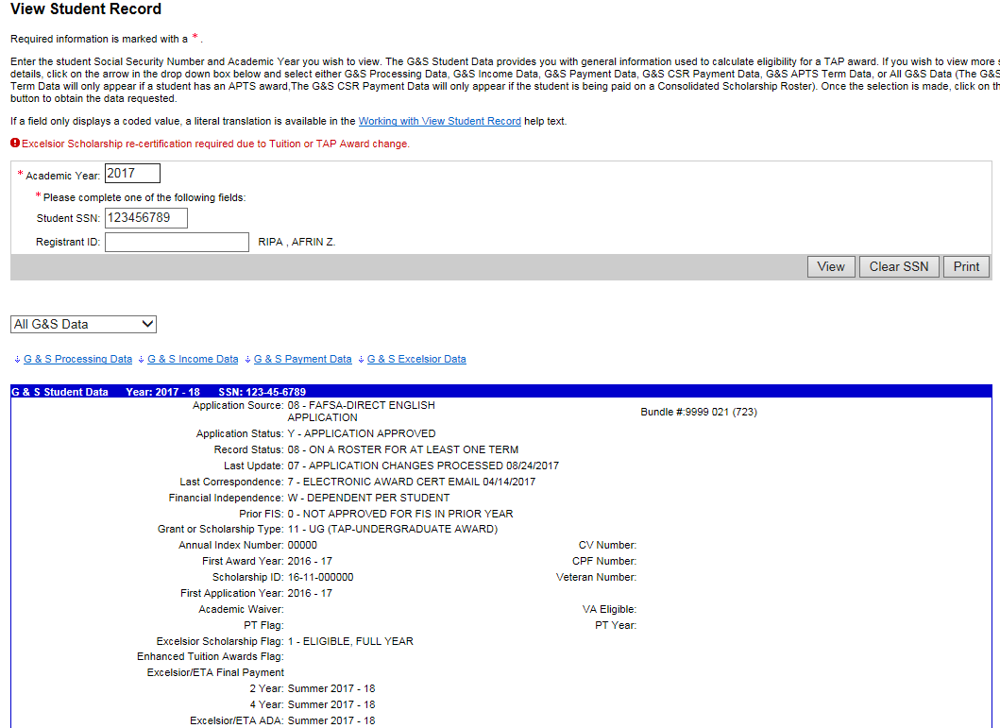 View Student Record
Required information is marked with a * .
Enter the student Social Security Number and Academic Year you wish to view. The G&S Student Data provides you with general information used to calculate eligibility for a TAP award. If you wish to view more
details, click on the arrow in the drop down box below and select either G&S Processing Data, G&S Income Data, G&S Payment Data, G&S CSR Payment Data, G&S APTS Term Data, or All G&S Data (The G&S
Term Data will only appear if a student has an APTS award,The G&S CSR Payment Data will only appear if the student is being paid on a Consolidated Scholarship Roster). Once the selection is made, click on th
button to obtain the data requested.
If a field only displays a coded value, a literal translation is available in the Working with View Student Record help text.
Excelsior Scholarship re-certification required due to Tuition or TAP Award change.
* Academic Year: 2017
* Please complete one of the following fields:
Student SSN: 123456789
Registrant ID: RIPA , AFRIN Z.
View Clear SSN Print
All G&S Data
G & S Processing Data G & S Income Data G & S Payment Data G & S Excelsior Data
G & S Student Data Year: 2017 - 18 SSN: 123-45-6789
Application Source: 08 - FAFSA-DIRECT ENGLISH
APPLICATION Bundle #:9999 021 (723)
Application Status: Y - APPLICATION APPROVED
Record Status: 08 - ON A ROSTER FOR AT LEAST ONE TERM
Last Update: 07 - APPLICATION CHANGES PROCESSED 08/24/2017
Last Correspondence: 7 - ELECTRONIC AWARD CERT EMAIL 04/14/2017
Financial Independence: W - DEPENDENT PER STUDENT
Prior FIS: 0 - NOT APPROVED FOR FIS IN PRIOR YEAR
Grant or Scholarship Type: 11 - UG (TAP-UNDERGRADUATE AWARD)
Annual Index Number: 00000 CV Number:
First Award Year: 2016 - 17 CPF Number:
Scholarship ID: 16-11-000000 Veteran Number:
First Application Year: 2016 - 17
Academic Waiver: VA Eligible:
PT Flag: PT Year:
Excelsior Scholarship Flag: 1 - ELIGIBLE, FULL YEAR
Enhanced Tuition Awards Flag:
Excelsior/ETA Final Payment
2 Year: Summer 2017 - 18
4 Year: Summer 2017 - 18
Excelsior/ETA ADA: Summer 2017 - 18